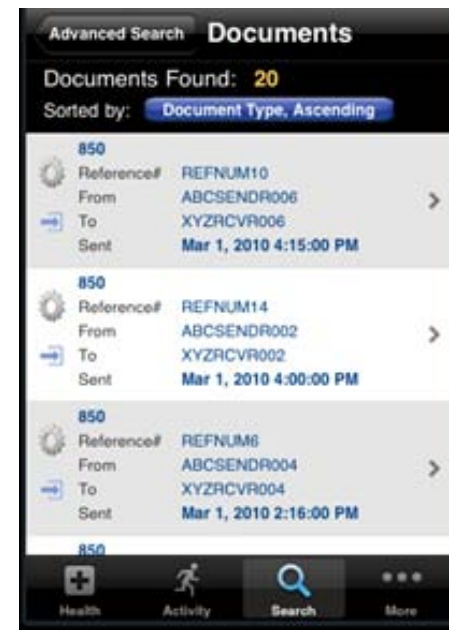 Advanced Search Documents
Documents Found: 20
Sorted by: Document Type, Ascending
850
Reference# REFNUM10
From ABCSENDR006
To XYZRCVR006
Sent Mar 1, 2010 4:15:00 PM
850
Reference# REFNUM14
From ABCSENDR002
To XYZRCVR002
Sent Mar 1, 2010 4:00:00 PM
850
Reference# REFNUM6
From ABCSENDR004
To XYZRCVR004
Sent Mar 1, 2010 2:16:00 PM
850
Health Activity Search More